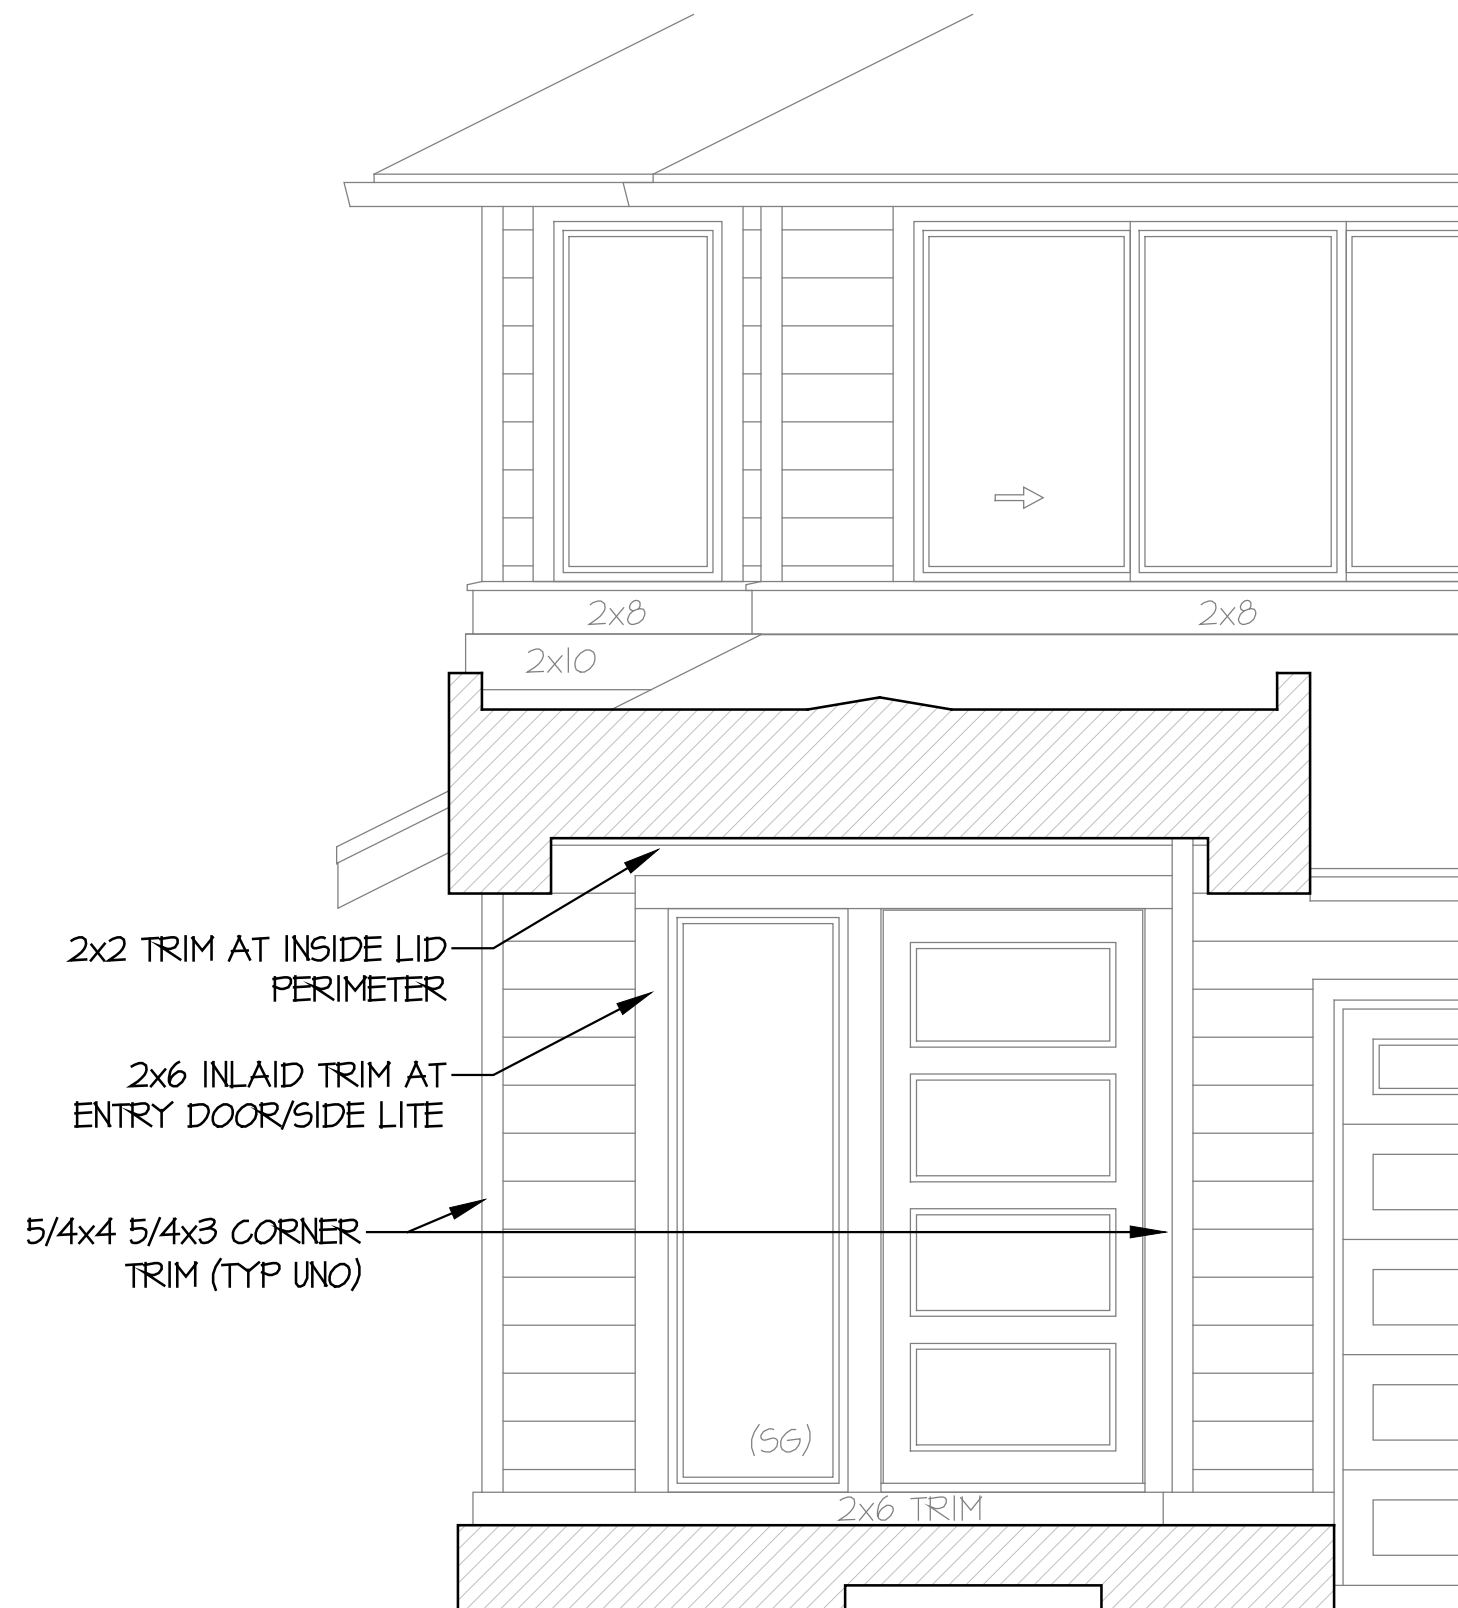 2x8
2x8
2x10
2x2 TRIM AT INSIDE LID
PERIMETER
2x6 INLAID TRIM AT
ENTRY DOOR/SIDE LITE
5/4x4 5/4x3 CORNER
TRIM (TYP UNO)
(SG)
2x6 TRIM